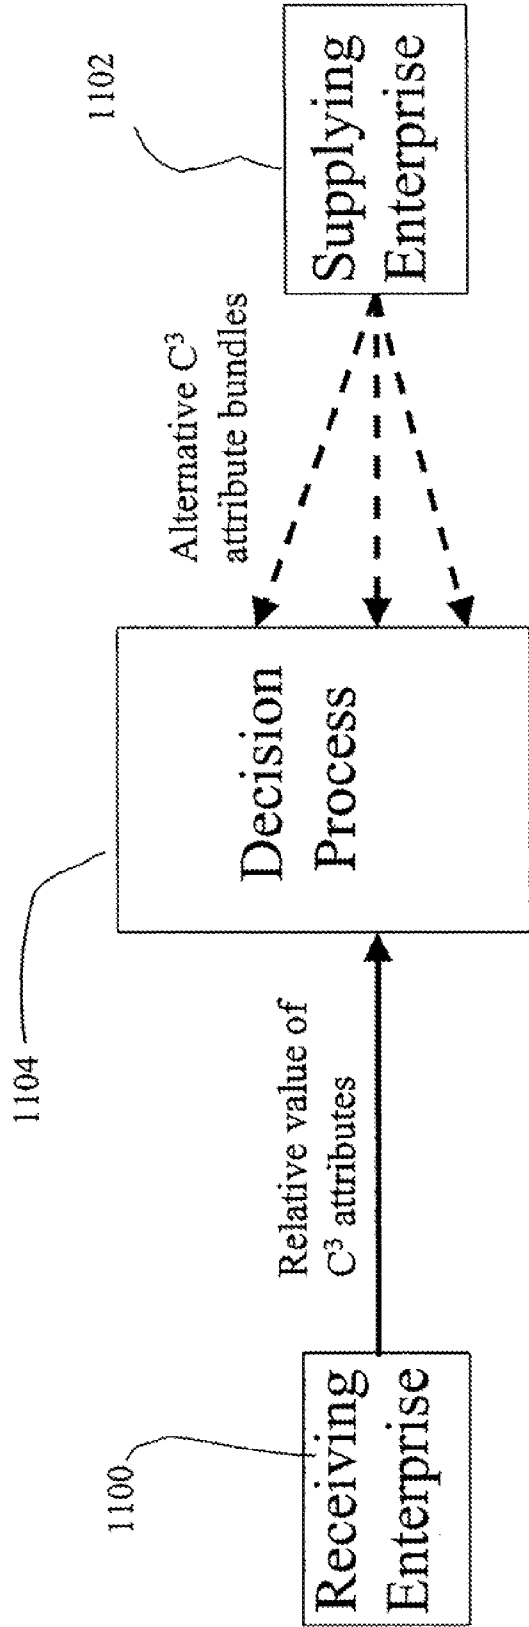 1100
Receiving
Enterprise
Relative value of
C³ attributes
1104
Decision
Process
Alternative C³
attribute bundles
1102
Supplying
Enterprise